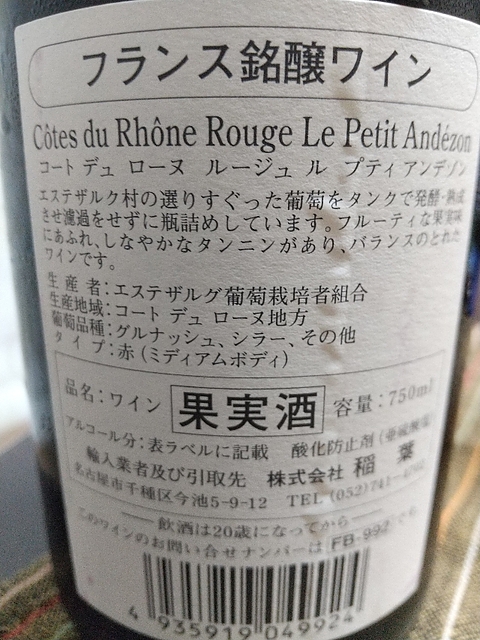 フランス銘醸ワイン
Côtes du Rhône Rouge Le Petit Andézon
コート デュ ローヌ ルージュ ル プティ アンデゾン
エステザルク村の選りすぐった葡萄をタンクで発酵・熟成
させ濾過をせずに瓶詰めしています。フルーティな果実味
にあふれ、しなやかなタンニンがあり、バランスのとれた
ワインです。
生産者：エステザルグ葡萄栽培者組合
生産地域：コート デュ ローヌ地方
葡萄品種：グルナッシュ、シラー、その他
タイプ：赤（ミディアムボディ）
品名：ワイン 果実酒 容量：750ml
アルコール分：表ラベルに記載 酸化防止剤（亜硫酸塩）
輸入業者及び引取先 株式会社 稲葉
名古屋市千種区今池5-9-12 TEL (052)741-
飲酒は20歳になってから
このワインのお問い合せナンバーは FB-992 です
4 935919 049924